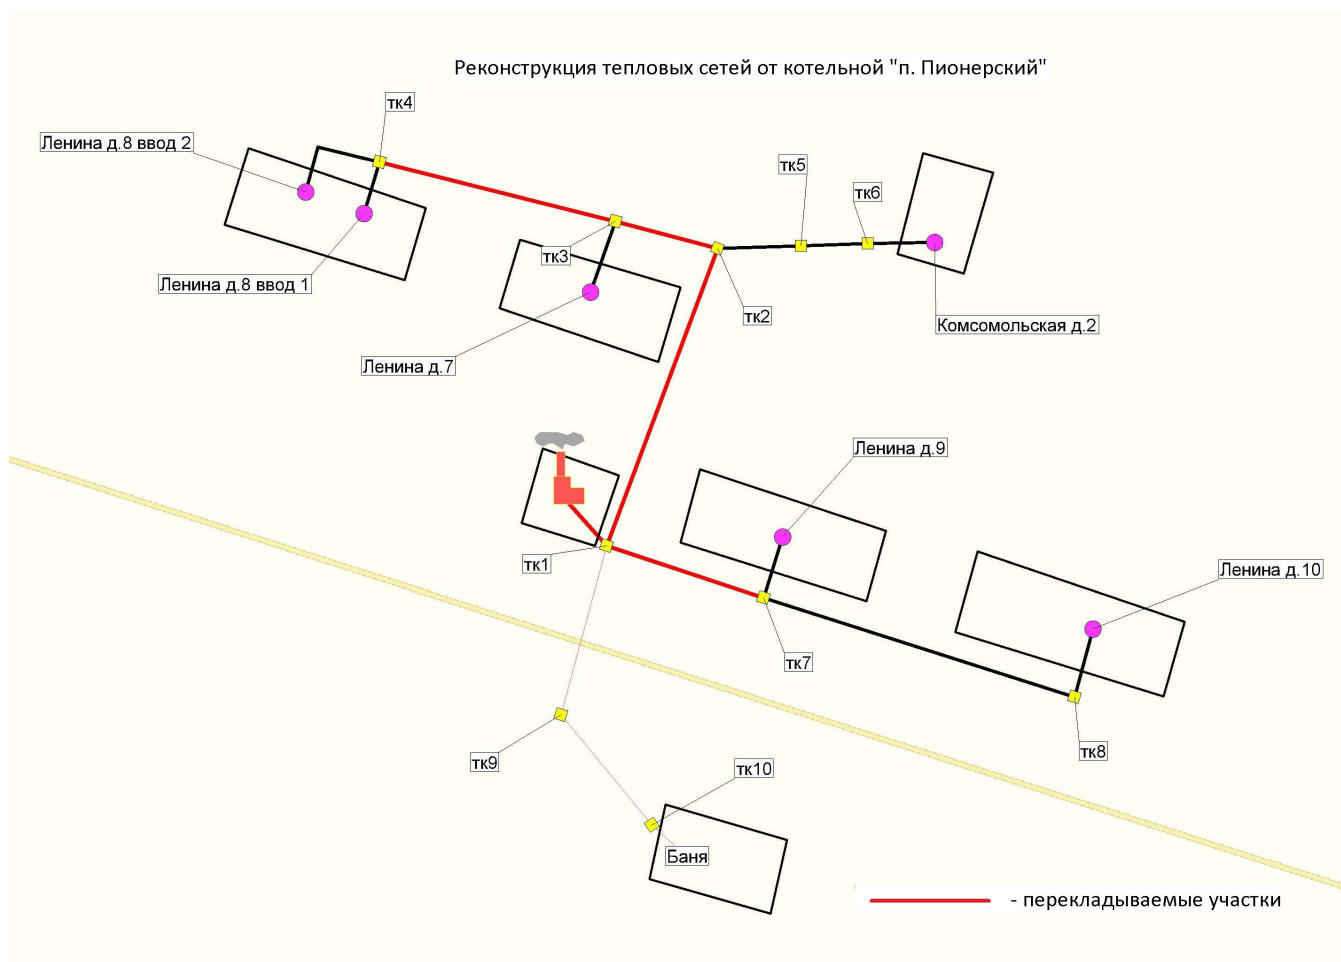 Реконструкция тепловых сетей от котельной "п. Пионерский"
тк4
Ленина д.8 ввод 2
тк5
тк6
тк3
Ленина д.8 ввод 1
тк2
Комсомольская д.2
Ленина д.7
Ленина д.9
тк1
Ленина д.10
тк7
тк8
тк9
тк10
Баня
- перекладываемые участки